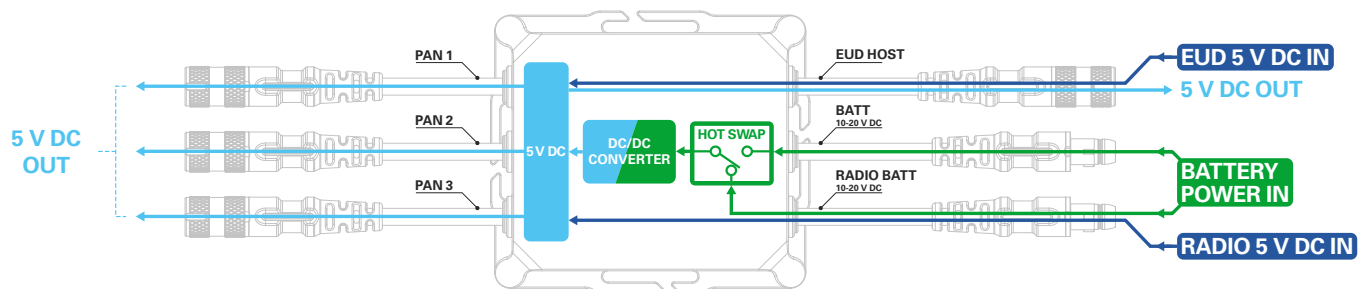 PAN 1
PAN 2
PAN 3
5 V DC
OUT
5 V DC
DC/DC
CONVERTER
HOT SWAP
EUD HOST
BATT
10-20 V DC
RADIO BATT
10-20 V DC
EUD 5 V DC IN
5 V DC OUT
BATTERY
POWER IN
RADIO 5 V DC IN